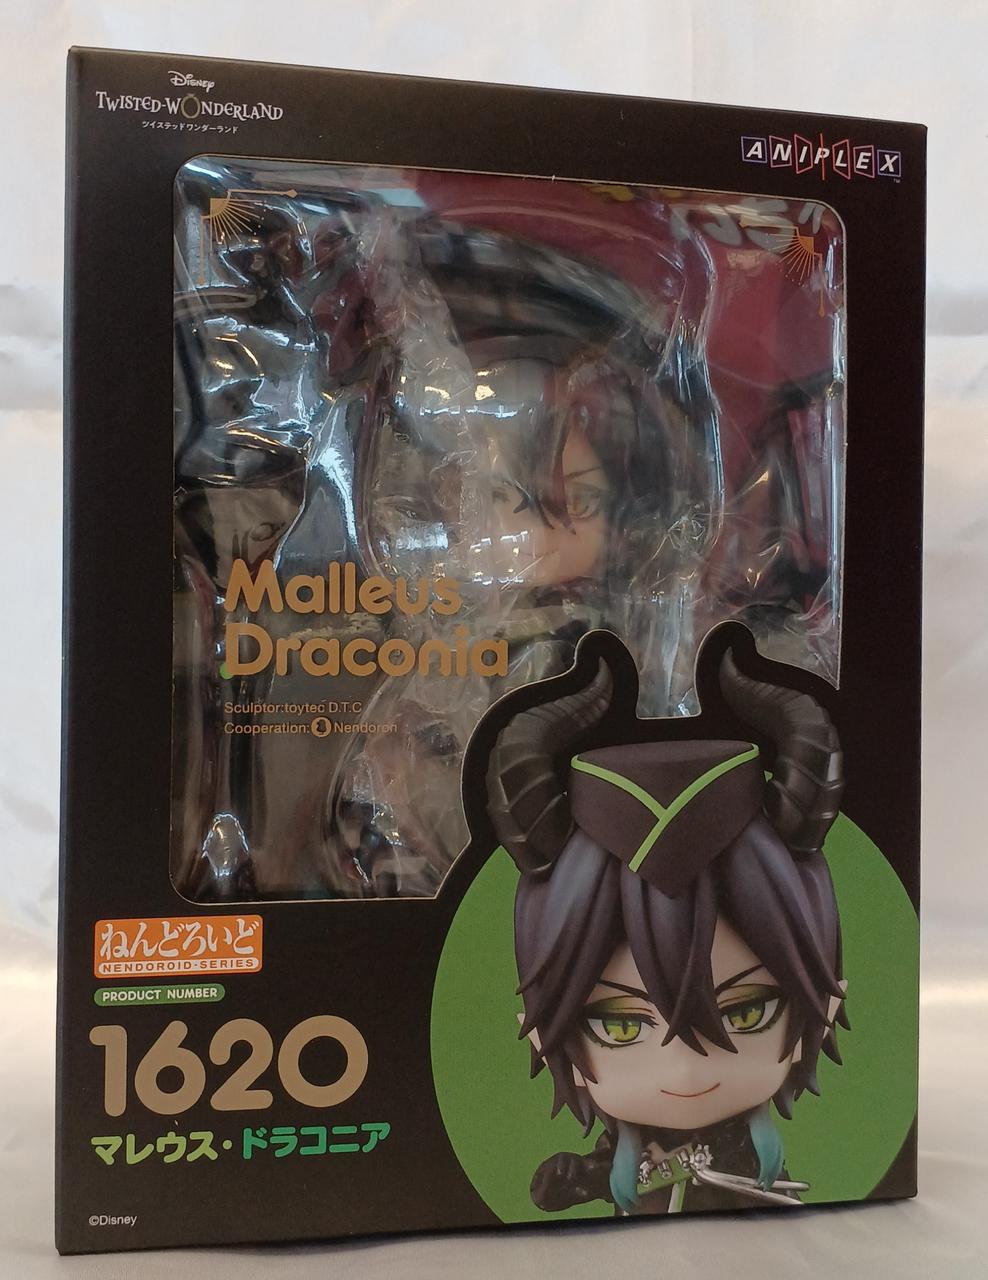 Disney
TWISTED-WONDERLAND
ツイステッドワンダーランド
ANIPLEX
TM
Malleus
Draconia
Sculptor:toytec D.T.C
Cooperation: Nendoron
ねんどろいど
NENDOROID-SERIES
PRODUCT NUMBER
1620
マレウス・ドラコニア
©Disney